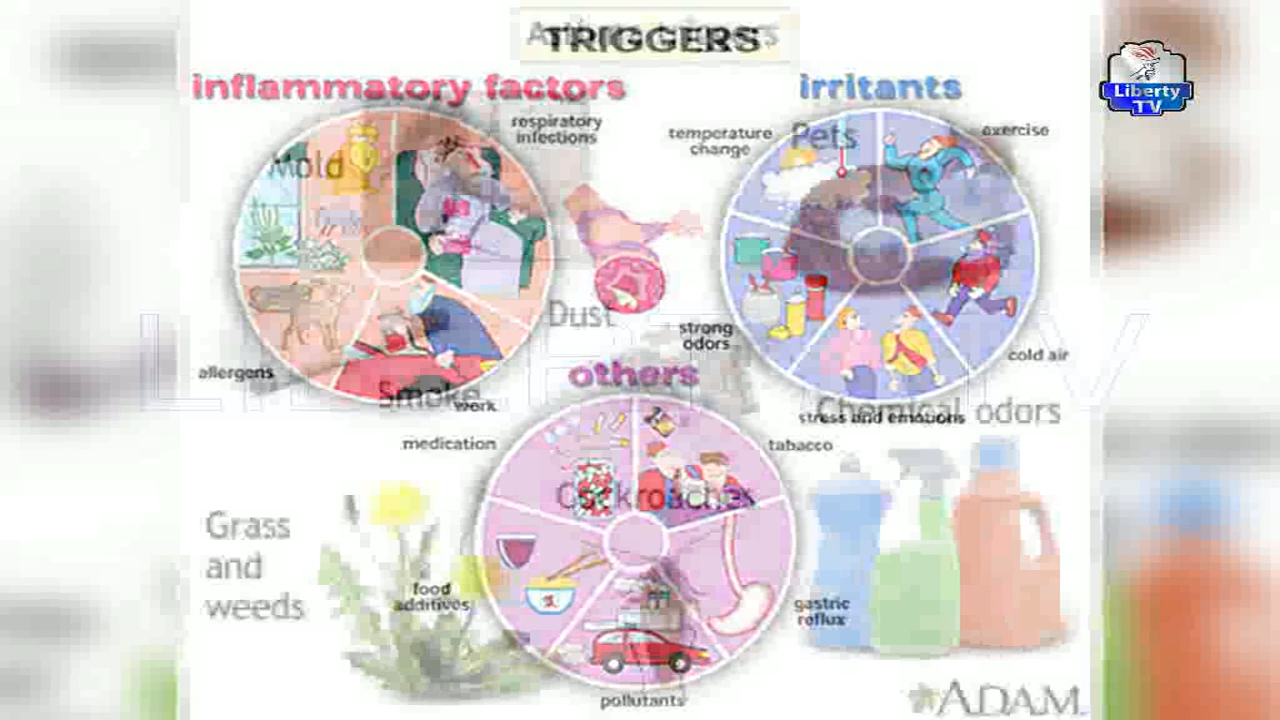 TRIGGERS
inflammatory factors
irritants
Liberty
TV
respiratory
infections
temperature
change
Pets
exercise
Mold
Dust
strong
odors
cold air
others
allergens
Smoke
work
stress and emotions
Chemical odors
medication
tabacco
Cockroaches
Grass
and
weeds
food
additives
gastric
reflux
pollutants
LIBERTY TV
A.D.A.M.